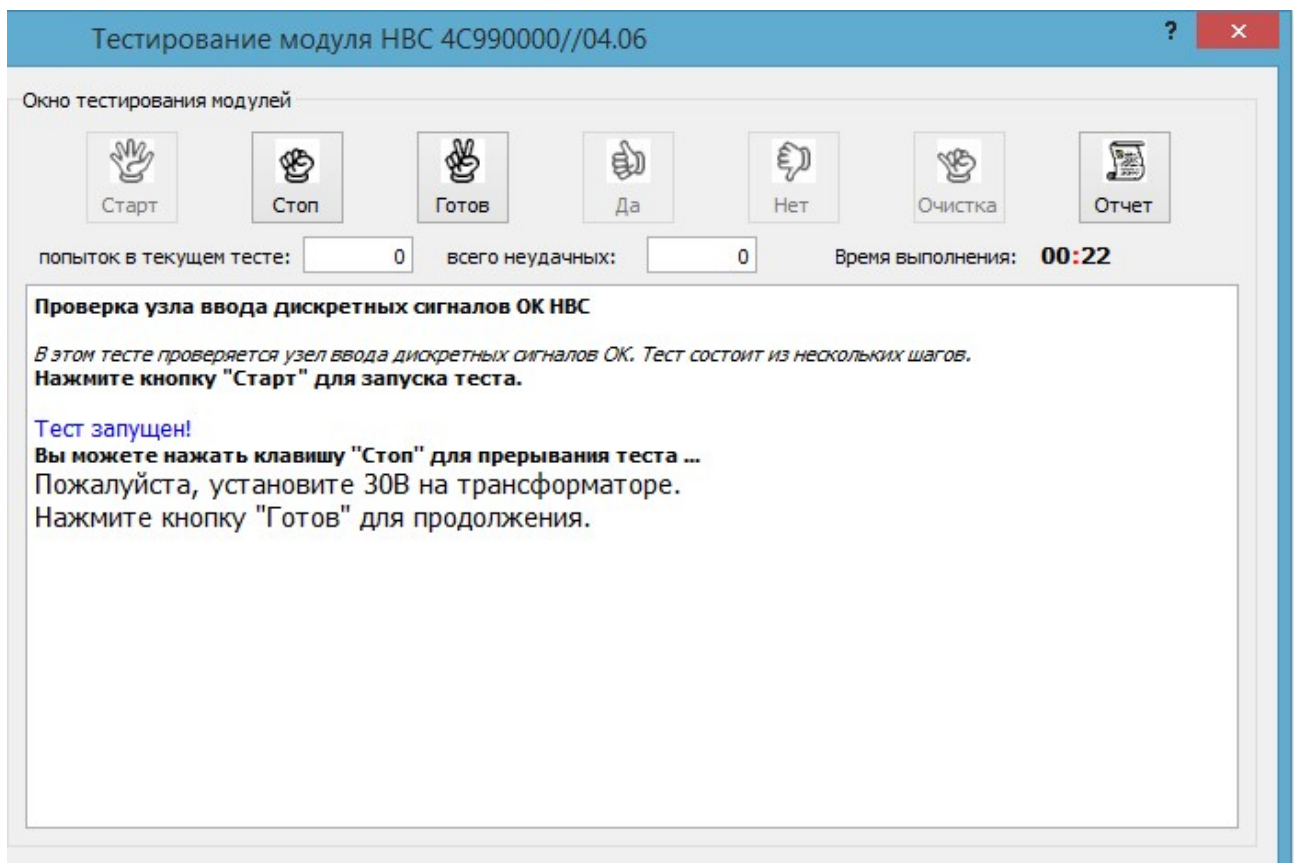 Тестирование модуля НВС 4C990000//04.06
?
×
Окно тестирования модулей
Старт Стоп Готов Да Нет Очистка Отчет
попыток в текущем тесте: 0 всего неудачных: 0 Время выполнения: 00:22
Проверка узла ввода дискретных сигналов ОК НВС
В этом тесте проверяется узел ввода дискретных сигналов ОК. Тест состоит из нескольких шагов.
Нажмите кнопку "Старт" для запуска теста.
Тест запущен!
Вы можете нажать клавишу "Стоп" для прерывания теста ...
Пожалуйста, установите 30В на трансформаторе.
Нажмите кнопку "Готов" для продолжения.